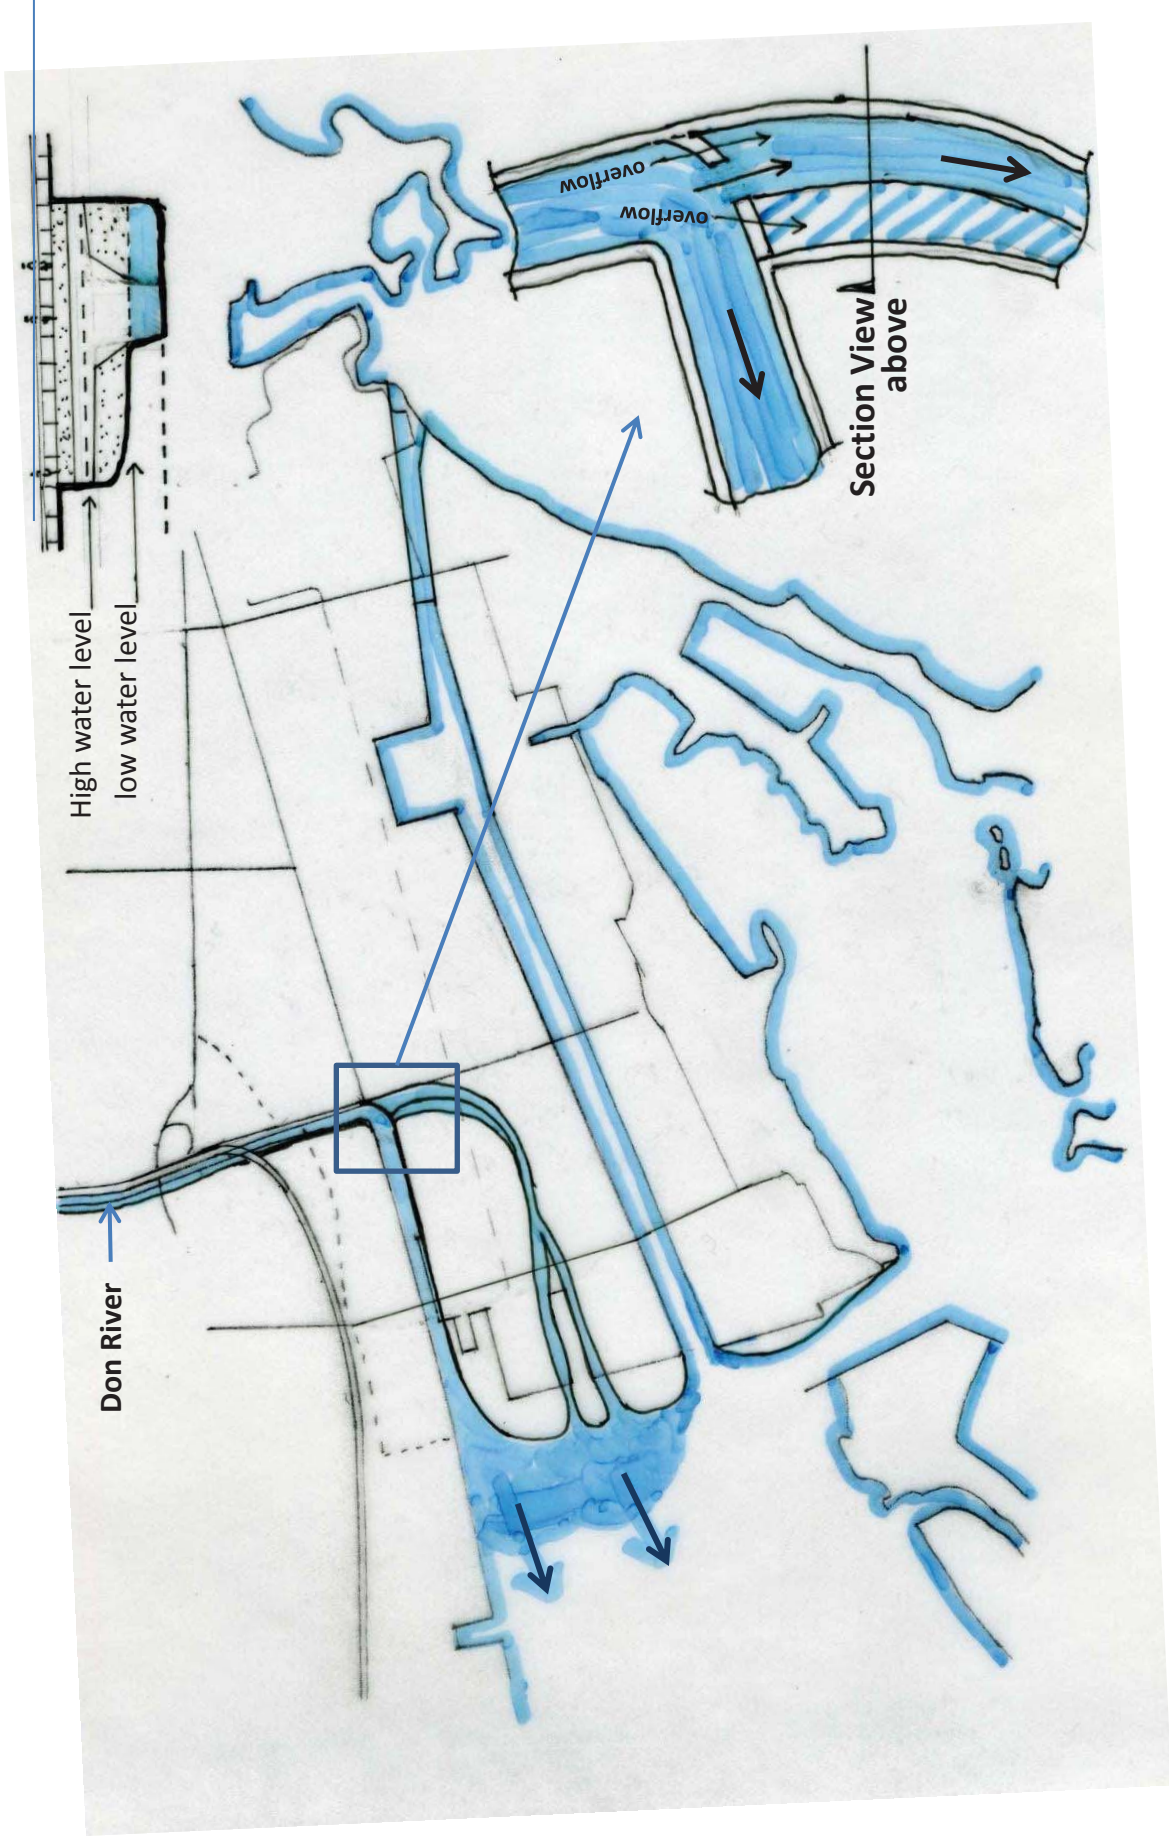 High water level
low water level
overflow
overflow
Section View
above
Don River